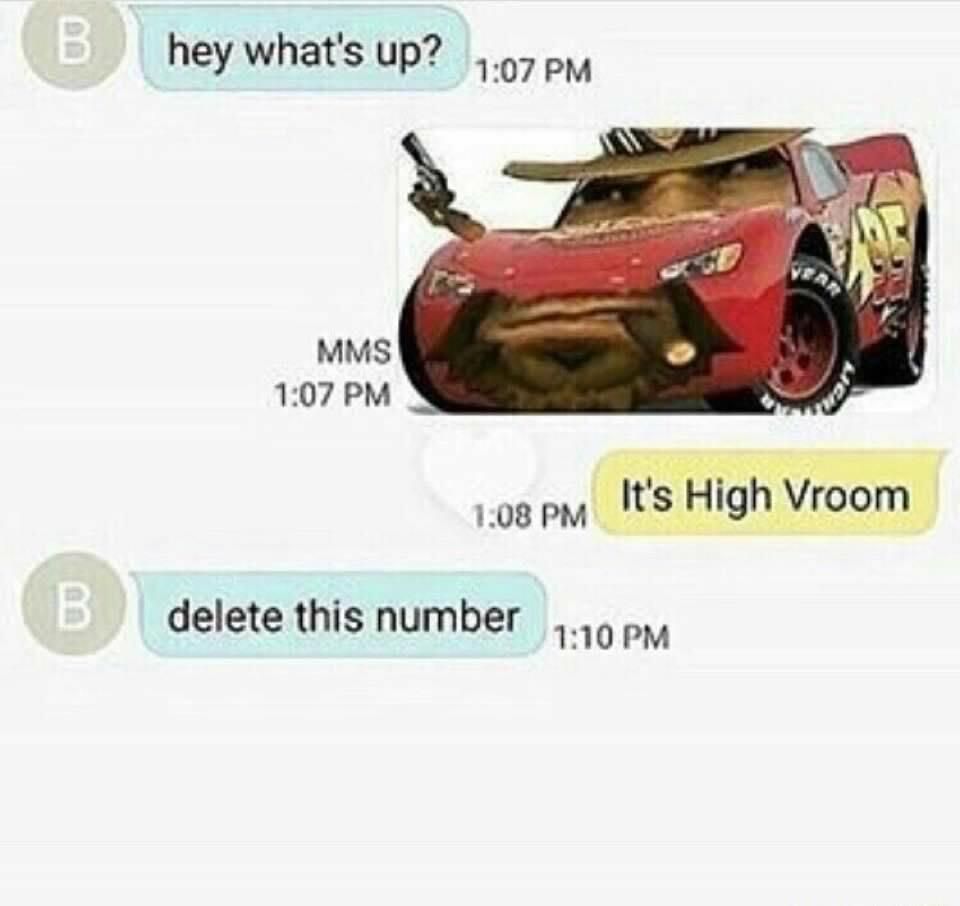 B
hey what's up?
1:07 PM
95
MMS
1:07 PM
It's High Vroom
1:08 PM
B
delete this number
1:10 PM